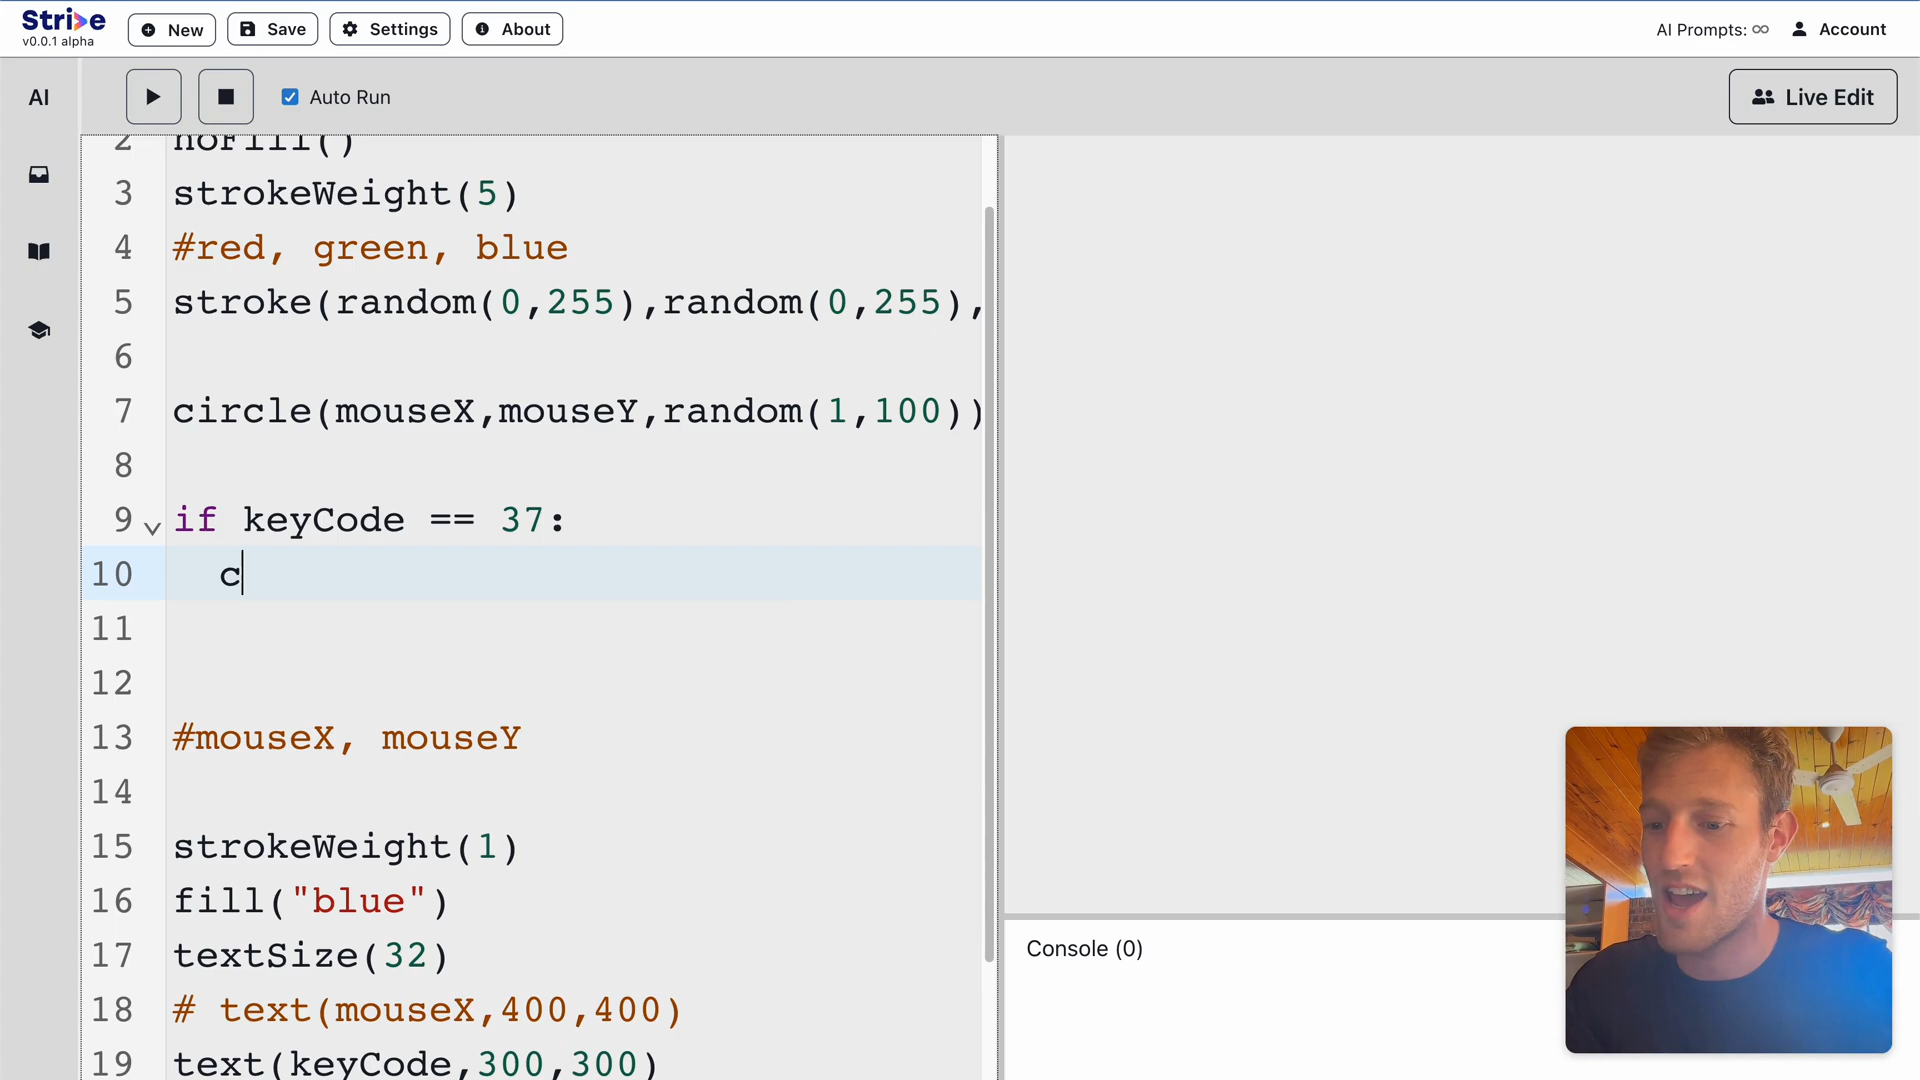 Strive
v0.0.1 alpha
New
Save
Settings
About
AI Prompts: ∞
Account
AI
Auto Run
Live Edit
2 noFill()
3 strokeWeight(5)
4 #red, green, blue
5 stroke(random(0,255),random(0,255),
6
7 circle(mouseX,mouseY,random(1,100))
8
9 if keyCode == 37:
10 c
11
12
13 #mouseX, mouseY
14
15 strokeWeight(1)
16 fill("blue")
17 textSize(32)
18 # text(mouseX,400,400)
19 text(keyCode,300,300)
Console (0)